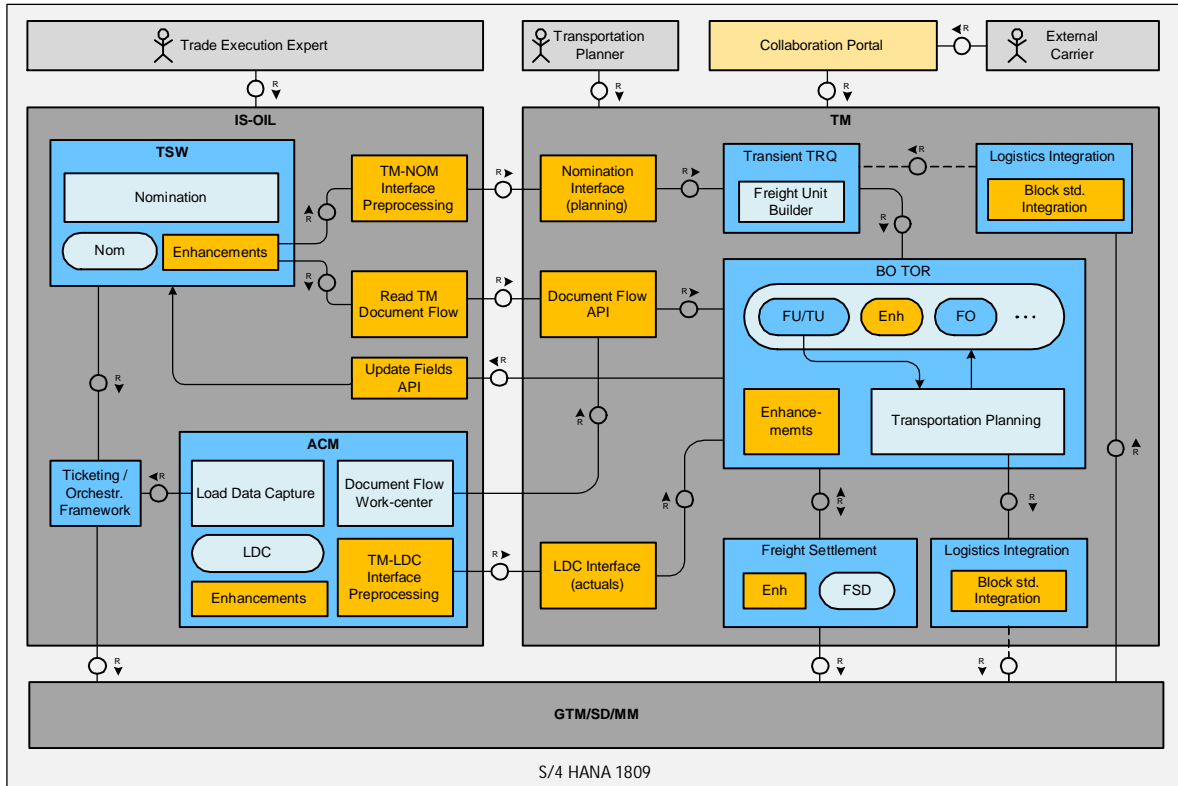 Trade Execution Expert
Transportation
Planner
Collaboration Portal
R
External
Carrier
R
R
R
IS-OIL
TM
TSW
Nomination
Nom
Enhancements
R
R
TM-NOM
Interface
Preprocessing
R
Nomination
Interface
(planning)
R
Transient TRQ
Freight Unit
Builder
R
Logistics Integration
Block std.
Integration
R
Read TM
Document Flow
R
Document Flow
API
R
BO TOR
FU/TU
Enh
FO
...
Enhance-
memts
Transportation Planning
Update Fields
API
R
R
R
R
R
ACM
Ticketing /
Orchestr.
Framework
R
Load Data Capture
Document Flow
Work-center
LDC
Enhancements
TM-LDC
Interface
Preprocessing
R
LDC Interface
(actuals)
R
R
Freight Settlement
Enh
FSD
Logistics Integration
Block std.
Integration
R
R
R
GTM/SD/MM
S/4 HANA 1809